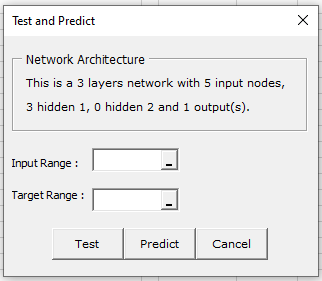 Test and Predict
Network Architecture
This is a 3 layers network with 5 input nodes,
3 hidden 1, 0 hidden 2 and 1 output(s).
Input Range :
Target Range :
Test Predict Cancel